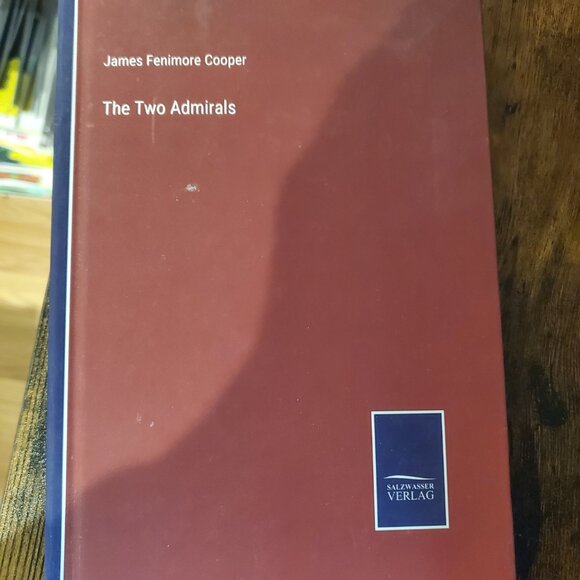 James Fenimore Cooper
The Two Admirals
SALZWASSER
VERLAG